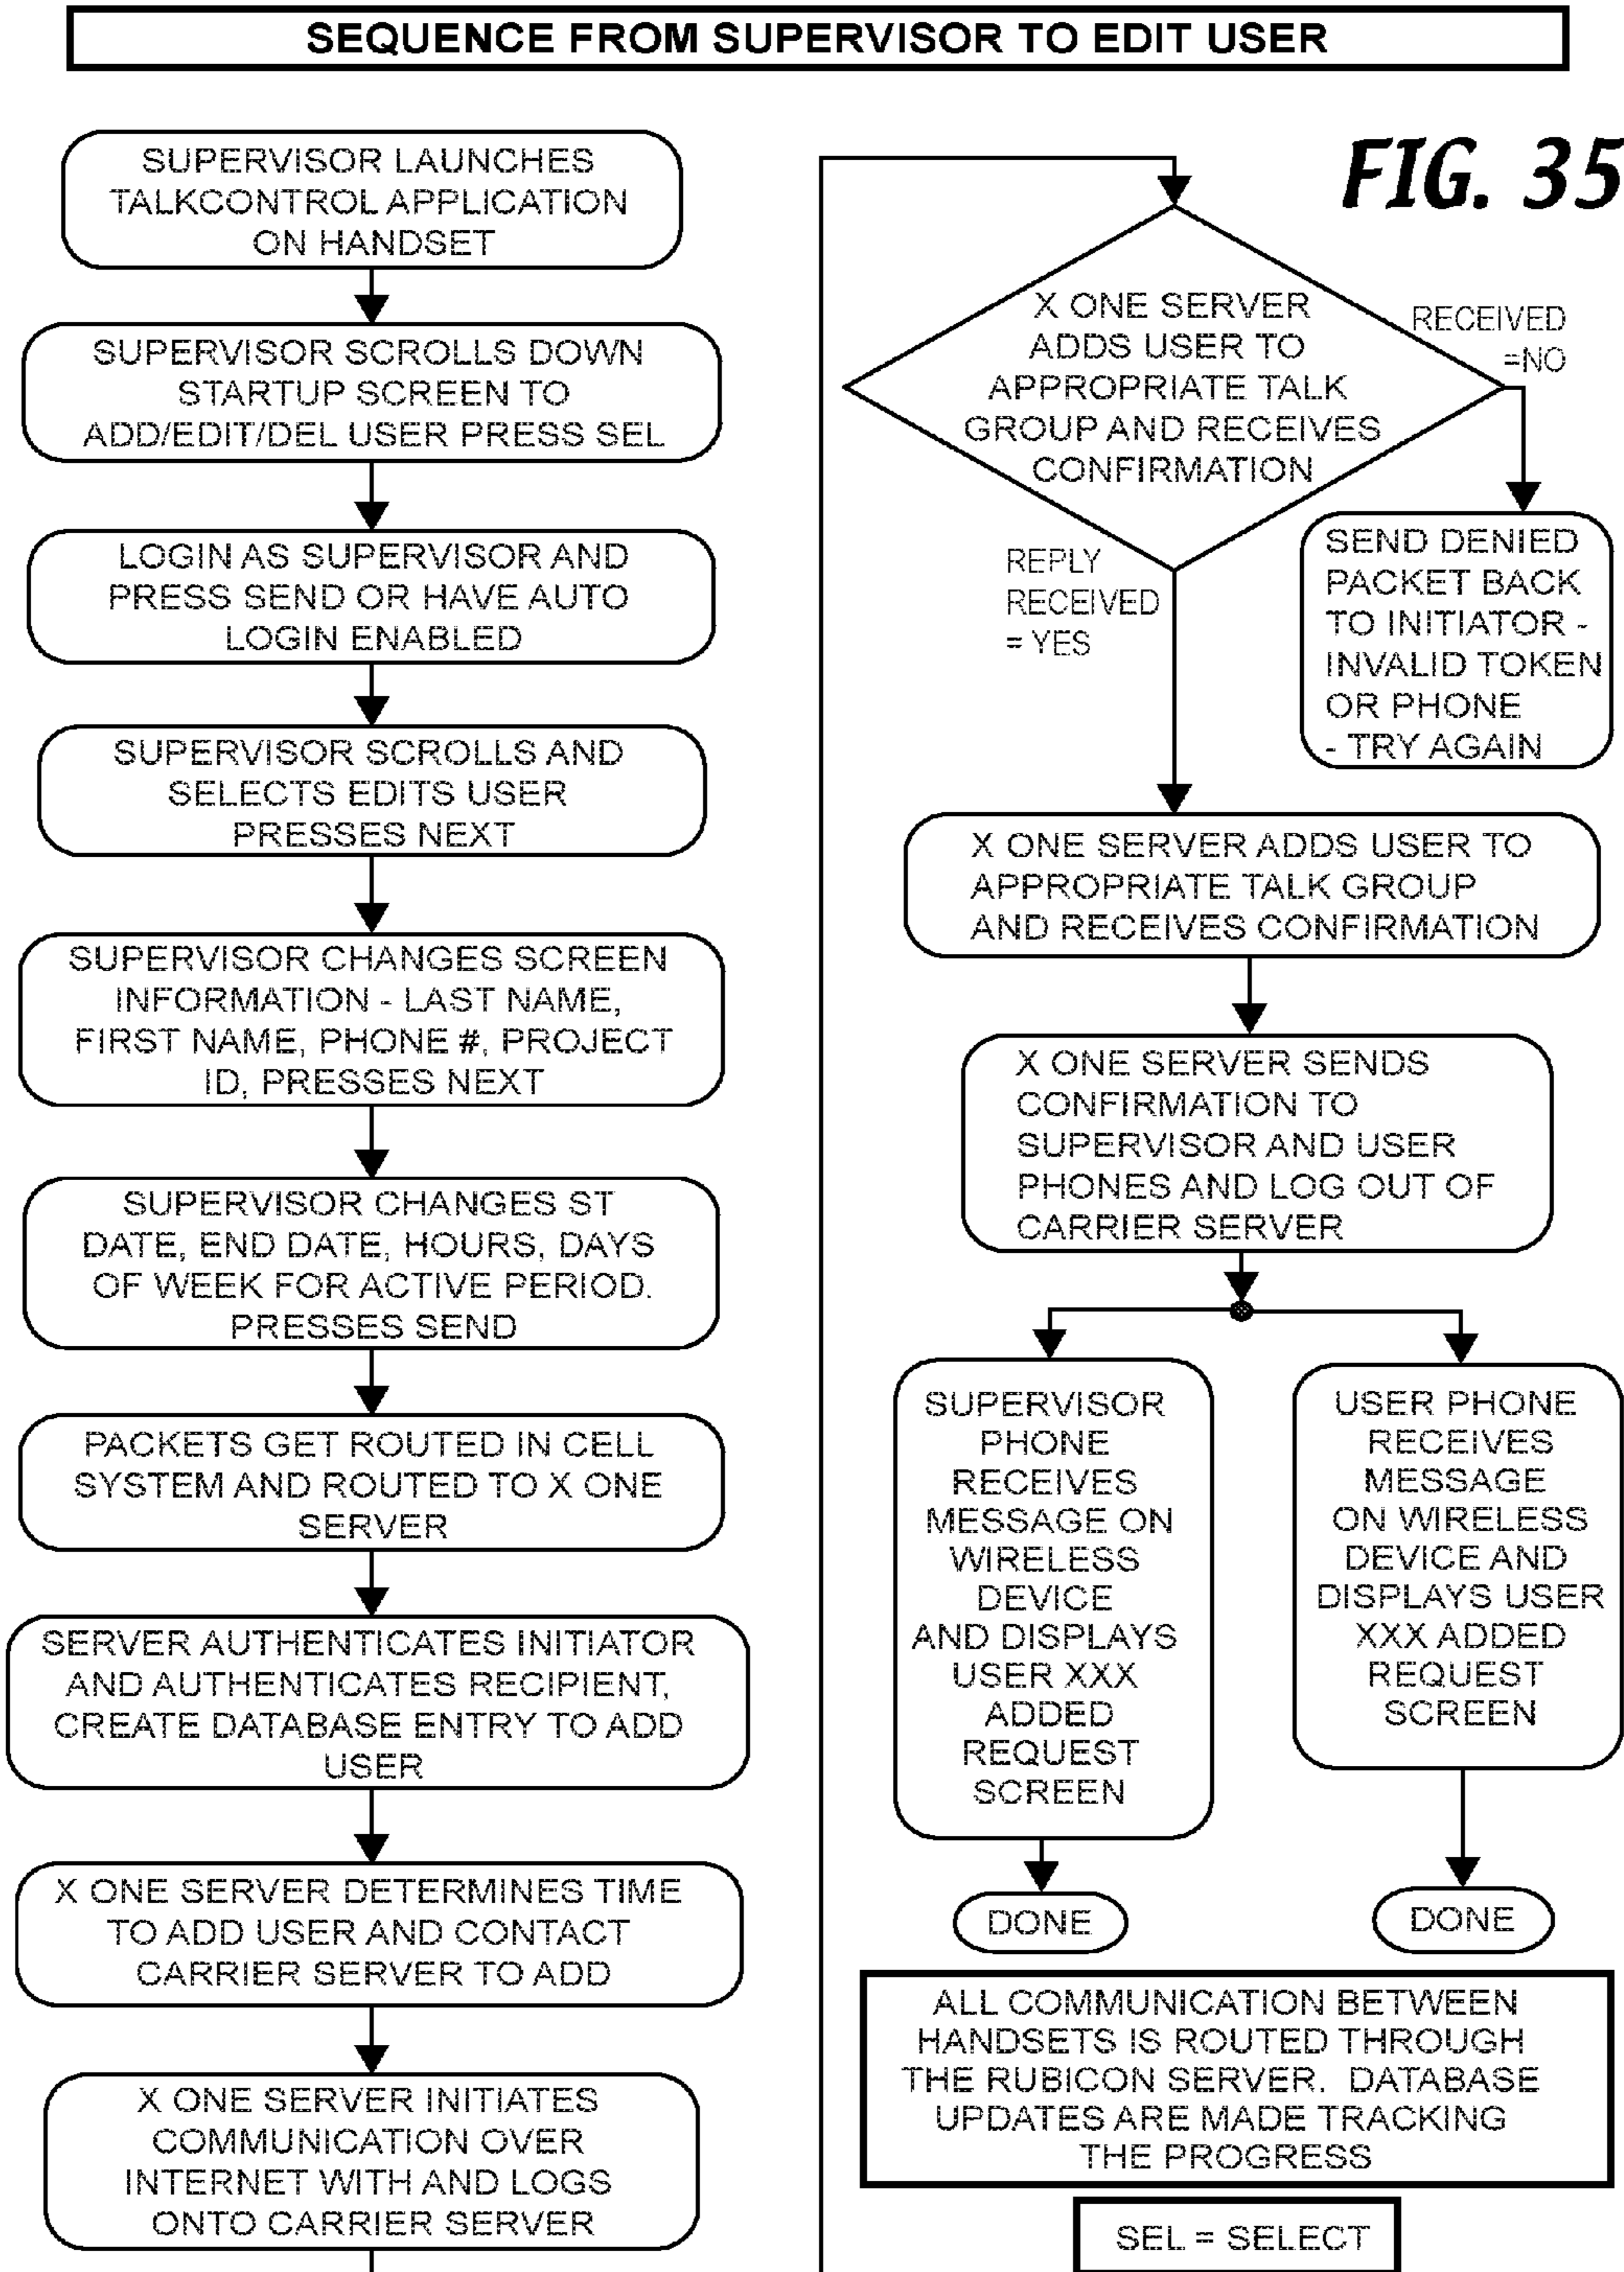 SEQUENCE FROM SUPERVISOR TO EDIT USER
FIG. 35
SUPERVISOR LAUNCHES
TALKCONTROL APPLICATION
ON HANDSET
SUPERVISOR SCROLLS DOWN
STARTUP SCREEN TO
ADD/EDIT/DEL USER PRESS SEL
LOGIN AS SUPERVISOR AND
PRESS SEND OR HAVE AUTO
LOGIN ENABLED
SUPERVISOR SCROLLS AND
SELECTS EDITS USER
PRESSES NEXT
SUPERVISOR CHANGES SCREEN
INFORMATION - LAST NAME,
FIRST NAME, PHONE #, PROJECT
ID, PRESSES NEXT
SUPERVISOR CHANGES ST
DATE, END DATE, HOURS, DAYS
OF WEEK FOR ACTIVE PERIOD.
PRESSES SEND
PACKETS GET ROUTED IN CELL
SYSTEM AND ROUTED TO X ONE
SERVER
SERVER AUTHENTICATES INITIATOR
AND AUTHENTICATES RECIPIENT,
CREATE DATABASE ENTRY TO ADD
USER
X ONE SERVER DETERMINES TIME
TO ADD USER AND CONTACT
CARRIER SERVER TO ADD
X ONE SERVER INITIATES
COMMUNICATION OVER
INTERNET WITH AND LOGS
ONTO CARRIER SERVER
X ONE SERVER
ADDS USER TO
APPROPRIATE TALK
GROUP AND RECEIVES
CONFIRMATION
RECEIVED
=NO
SEND DENIED
PACKET BACK
TO INITIATOR -
INVALID TOKEN
OR PHONE
- TRY AGAIN
REPLY
RECEIVED
= YES
X ONE SERVER ADDS USER TO
APPROPRIATE TALK GROUP
AND RECEIVES CONFIRMATION
X ONE SERVER SENDS
CONFIRMATION TO
SUPERVISOR AND USER
PHONES AND LOG OUT OF
CARRIER SERVER
SUPERVISOR
PHONE
RECEIVES
MESSAGE ON
WIRELESS
DEVICE
AND DISPLAYS
USER XXX
ADDED
REQUEST
SCREEN
DONE
USER PHONE
RECEIVES
MESSAGE
ON WIRELESS
DEVICE AND
DISPLAYS USER
XXX ADDED
REQUEST
SCREEN
DONE
ALL COMMUNICATION BETWEEN
HANDSETS IS ROUTED THROUGH
THE RUBICON SERVER. DATABASE
UPDATES ARE MADE TRACKING
THE PROGRESS
SEL = SELECT